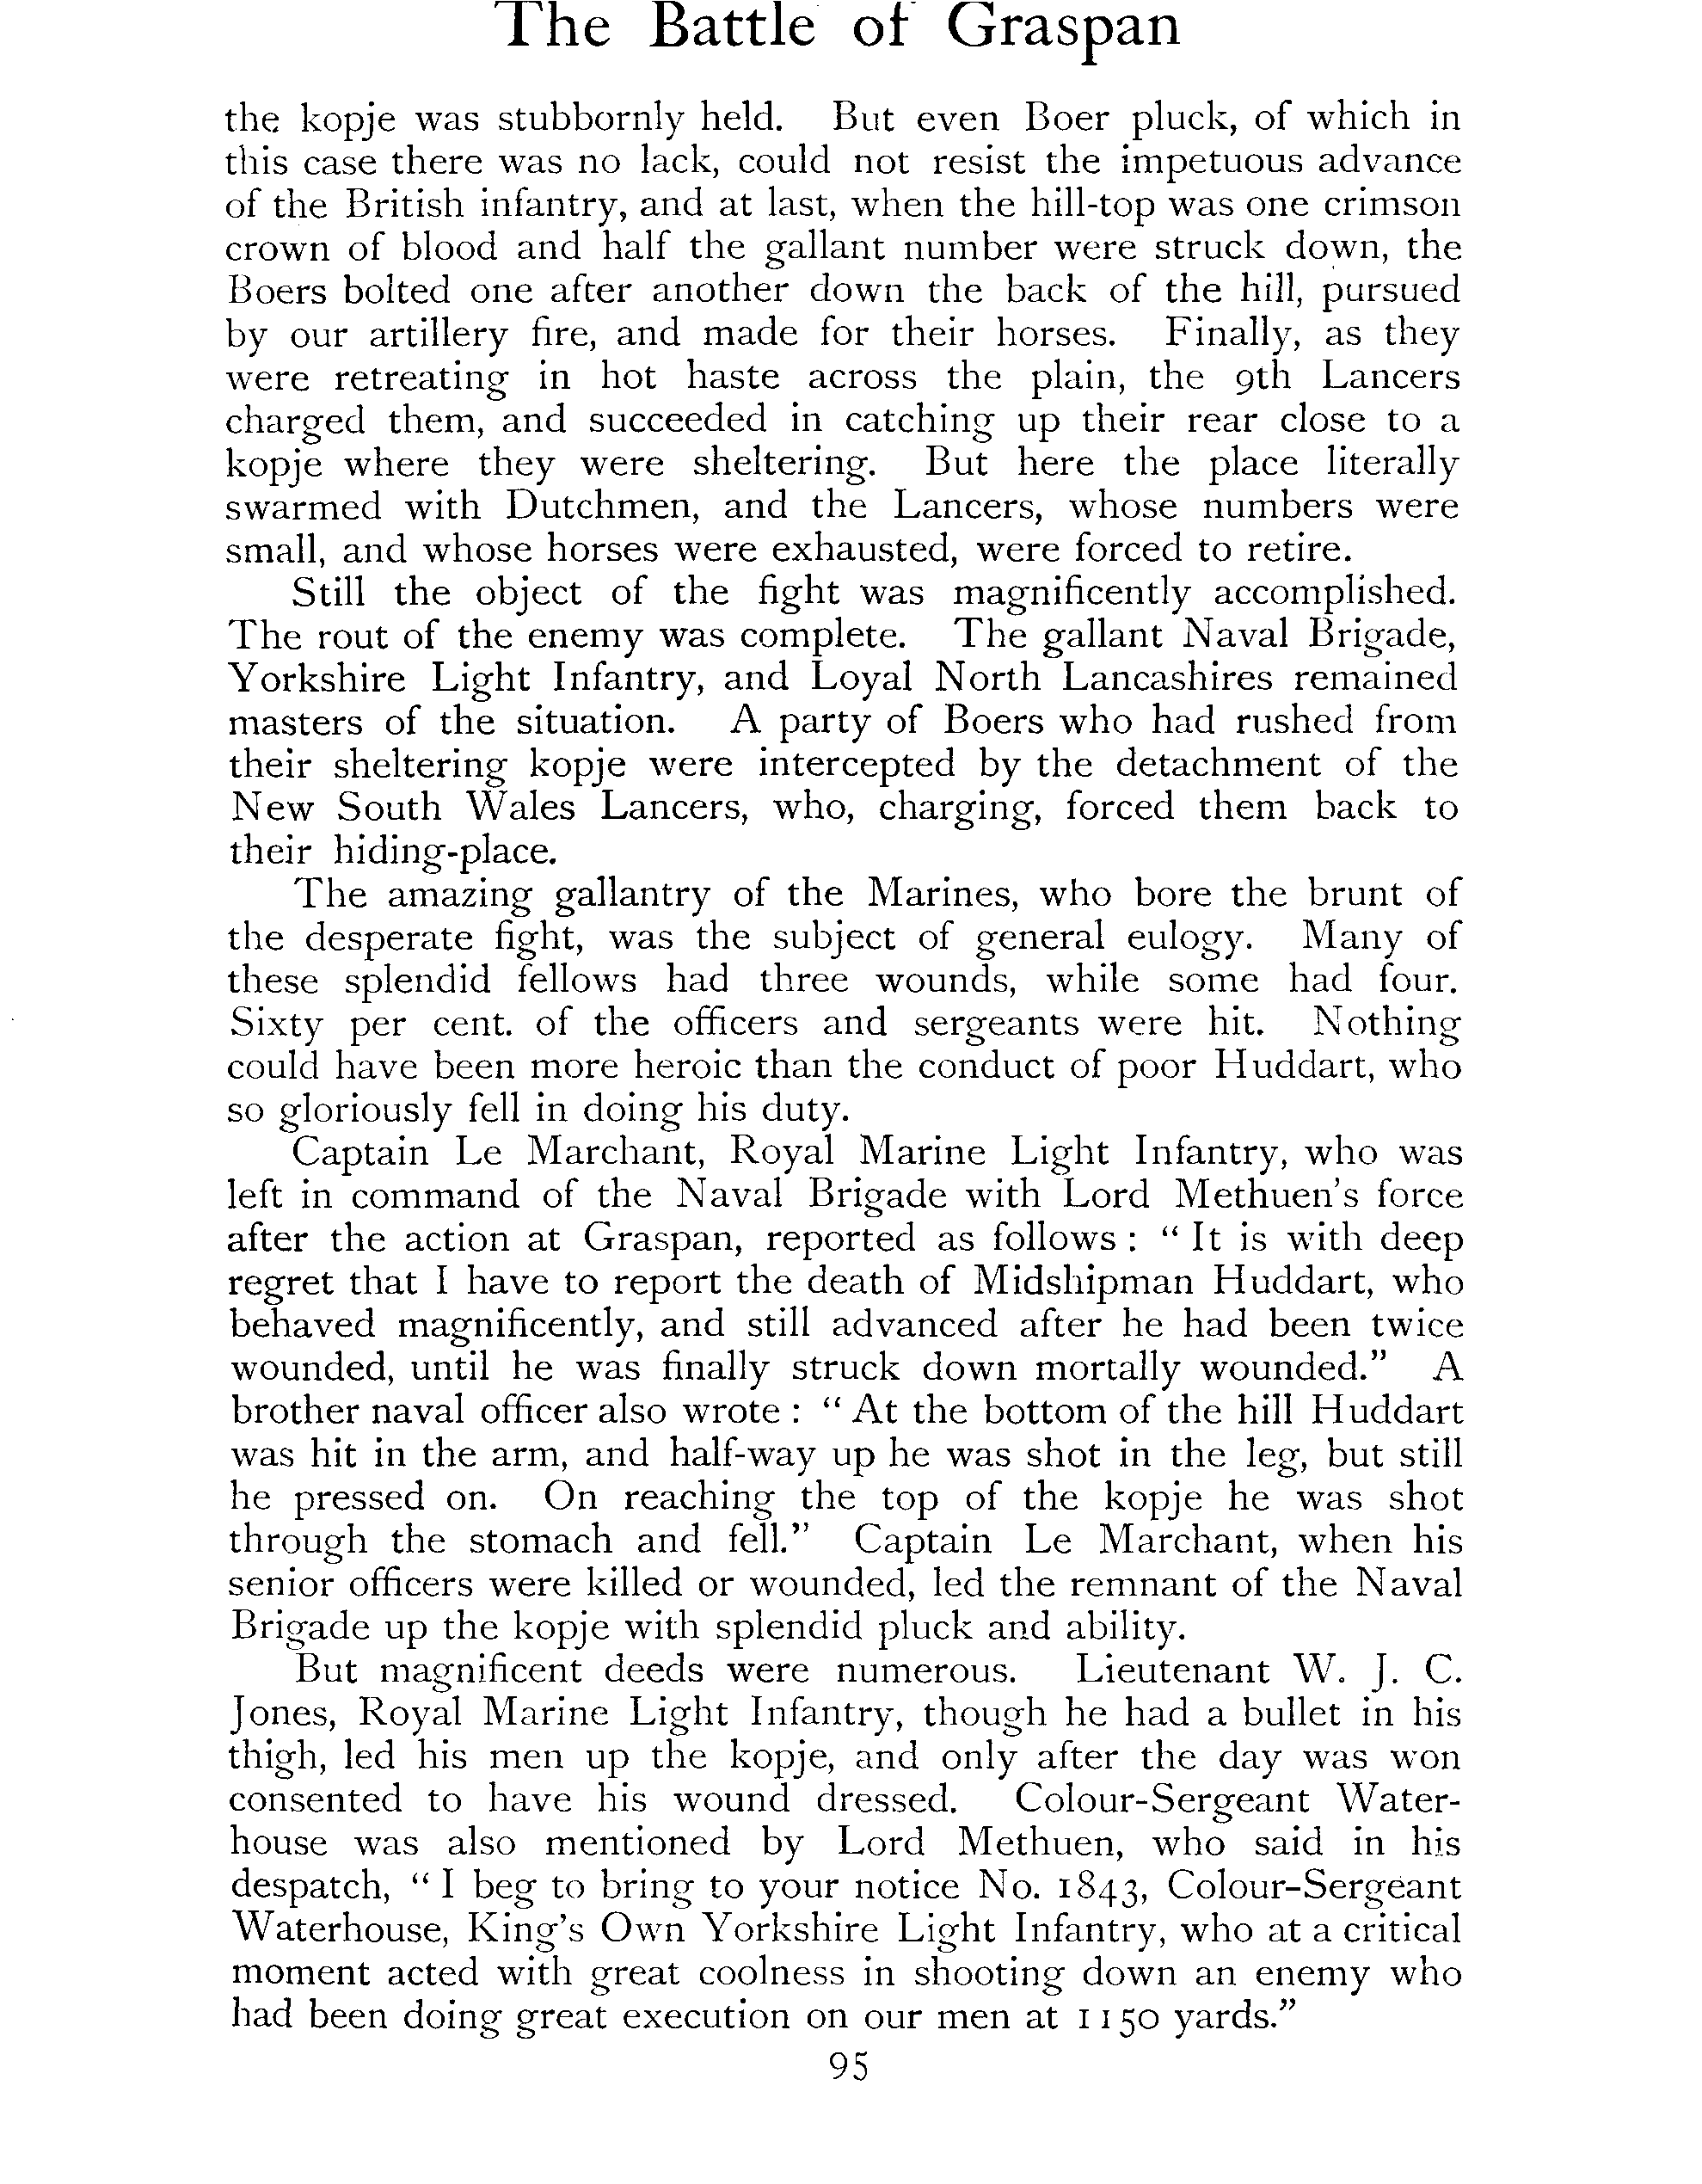 The Battle of Graspan
the kopje was stubbornly held. But even Boer pluck, of which in
this case there was no lack, could not resist the impetuous advance
of the British infantry, and at last, when the hill-top was one crimson
crown of blood and half the gallant number were struck down, the
Boers bolted one after another down the back of the hill, pursued
by our artillery fire, and made for their horses. Finally, as they
were retreating in hot haste across the plain, the 9th Lancers
charged them, and succeeded in catching up their rear close to a
kopje where they were sheltering. But here the place literally
swarmed with Dutchmen, and the Lancers, whose numbers were
small, and whose horses were exhausted, were forced to retire.
Still the object of the fight was magnificently accomplished.
The rout of the enemy was complete. The gallant Naval Brigade,
Yorkshire Light Infantry, and Loyal North Lancashires remained
masters of the situation. A party of Boers who had rushed from
their sheltering kopje were intercepted by the detachment of the
New South Wales Lancers, who, charging, forced them back to
their hiding-place.
The amazing gallantry of the Marines, who bore the brunt of
the desperate fight, was the subject of general eulogy. Many of
these splendid fellows had three wounds, while some had four.
Sixty per cent. of the officers and sergeants were hit. Nothing
could have been more heroic than the conduct of poor Huddart, who
so gloriously fell in doing his duty.
Captain Le Marchant, Royal Marine Light Infantry, who was
left in command of the Naval Brigade with Lord Methuen's force
after the action at Graspan, reported as follows : " It is with deep
regret that I have to report the death of Midshipman Huddart, who
behaved magnificently, and still advanced after he had been twice
wounded, until he was finally struck down mortally wounded." A
brother naval officer also wrote : " At the bottom of the hill Huddart
was hit in the arm, and half-way up he was shot in the leg, but still
he pressed on. On reaching the top of the kopje he was shot
through the stomach and fell." Captain Le Marchant, when his
senior officers were killed or wounded, led the remnant of the Naval
Brigade up the kopje with splendid pluck and ability.
But magnificent deeds were numerous. Lieutenant W. J. C.
Jones, Royal Marine Light Infantry, though he had a bullet in his
thigh, led his men up the kopje, and only after the day was won
consented to have his wound dressed. Colour-Sergeant Water-
house was also mentioned by Lord Methuen, who said in his
despatch, " I beg to bring to your notice No. 1843, Colour-Sergeant
Waterhouse, King's Own Yorkshire Light Infantry, who at a critical
moment acted with great coolness in shooting down an enemy who
had been doing great execution on our men at 1150 yards."
95